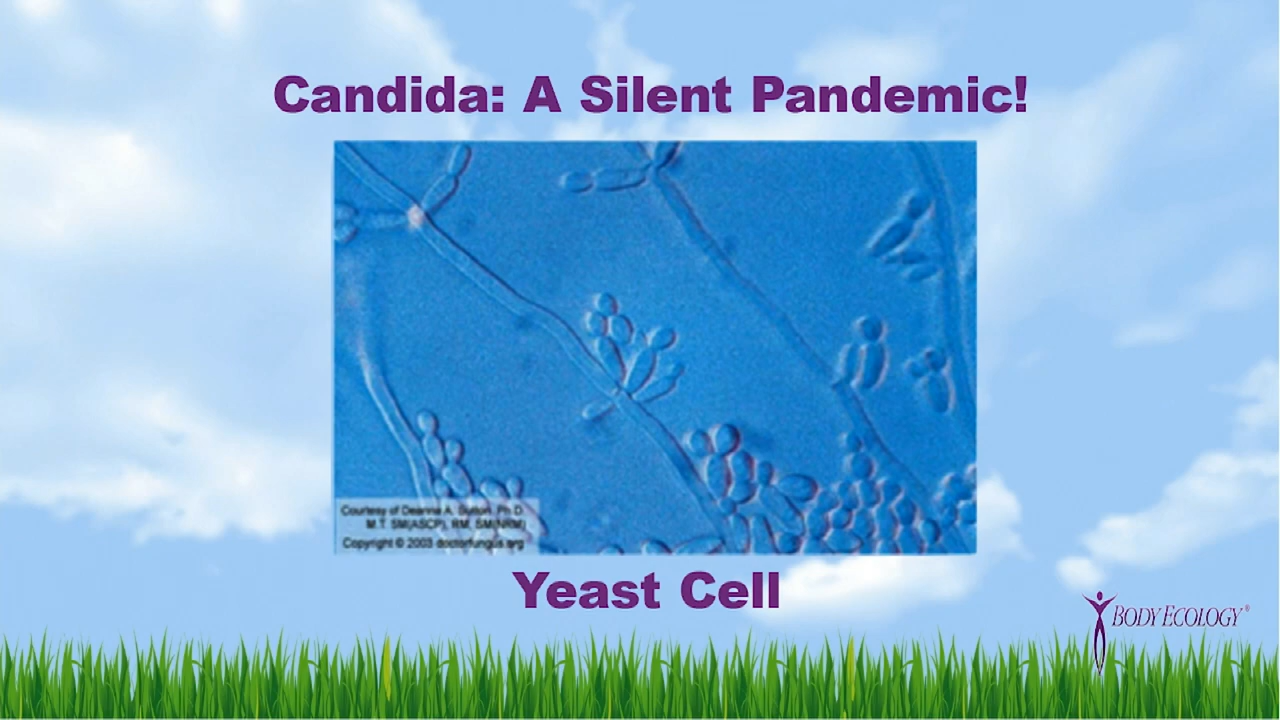 Candida: A Silent Pandemic!
Courtesy of Deanna A. Sutton, Ph.D.
M.T. SM(ASCP), RM, SM(NRM)
Copyright © 2003 doctorfungus.org
Yeast Cell
BODY ECOLOGY®